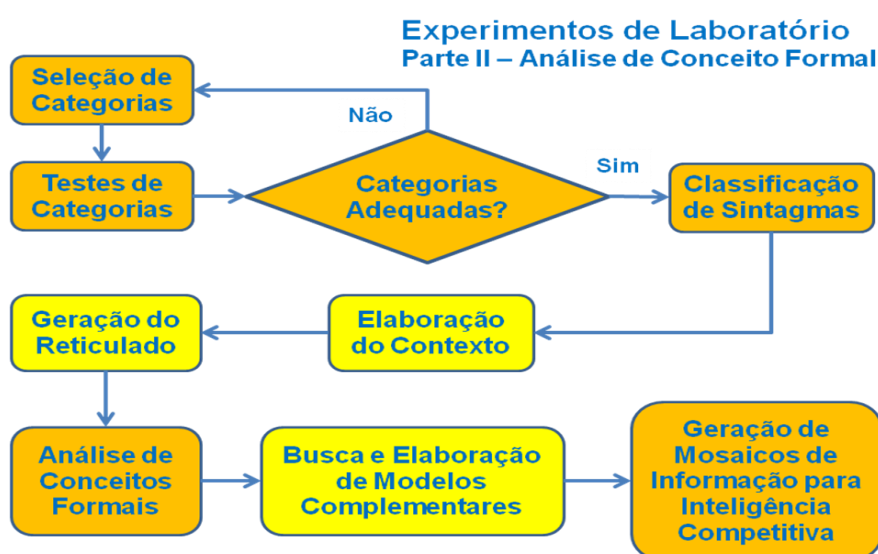 Experimentos de Laboratório
Parte II – Análise de Conceito Formal
Seleção de
Categorias
Não
Testes de
Categorias
Categorias
Adequadas?
Sim
Classificação
de Sintagmas
Geração do
Reticulado
Elaboração
do Contexto
Análise de
Conceitos
Formais
Busca e Elaboração
de Modelos
Complementares
Geração de
Mosaicos de
Informação para
Inteligência
Competitiva